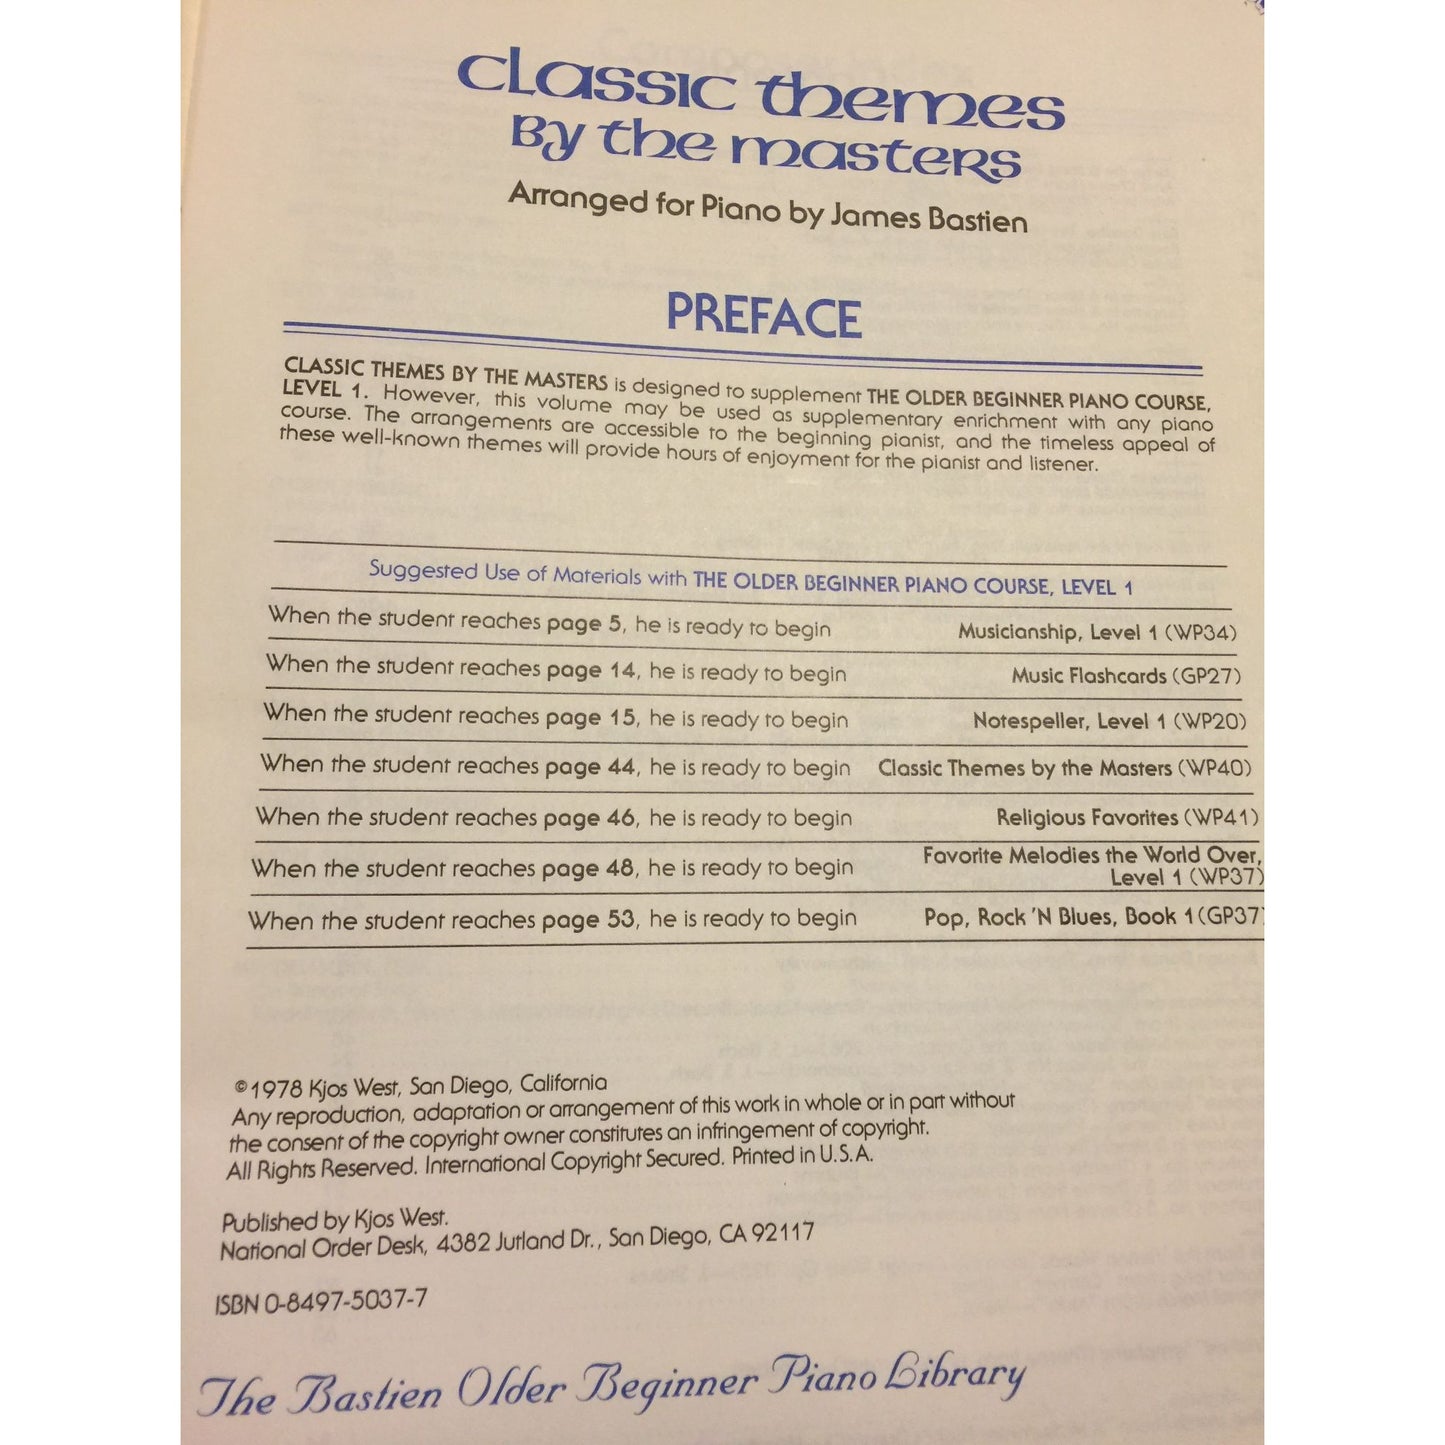 Classic Themes
By the Masters
Arranged for Piano by James Bastien
PREFACE
CLASSIC THEMES BY THE MASTERS is designed to supplement THE OLDER BEGINNER PIANO COURSE,
LEVEL 1. However, this volume may be used as supplementary enrichment with any piano
course. The arrangements are accessible to the beginning pianist, and the timeless appeal of
these well-known themes will provide hours of enjoyment for the pianist and listener.
Suggested Use of Materials with THE OLDER BEGINNER PIANO COURSE, LEVEL 1
When the student reaches page 5, he is ready to begin Musicianship, Level 1 (WP34)
When the student reaches page 14, he is ready to begin Music Flashcards (GP27)
When the student reaches page 15, he is ready to begin Notespeller, Level 1 (WP20)
When the student reaches page 44, he is ready to begin Classic Themes by the Masters (WP40)
When the student reaches page 46, he is ready to begin Religious Favorites (WP41)
When the student reaches page 48, he is ready to begin Favorite Melodies the World Over,
Level 1 (WP37)
When the student reaches page 53, he is ready to begin Pop, Rock 'N Blues, Book 1 (GP37)
©1978 Kjos West, San Diego, California
Any reproduction, adaptation or arrangement of this work in whole or in part without
the consent of the copyright owner constitutes an infringement of copyright.
All Rights Reserved. International Copyright Secured. Printed in U.S.A.
Published by Kjos West.
National Order Desk, 4382 Jutland Dr., San Diego, CA 92117
ISBN 0-8497-5037-7
The Bastien Older Beginner Piano Library